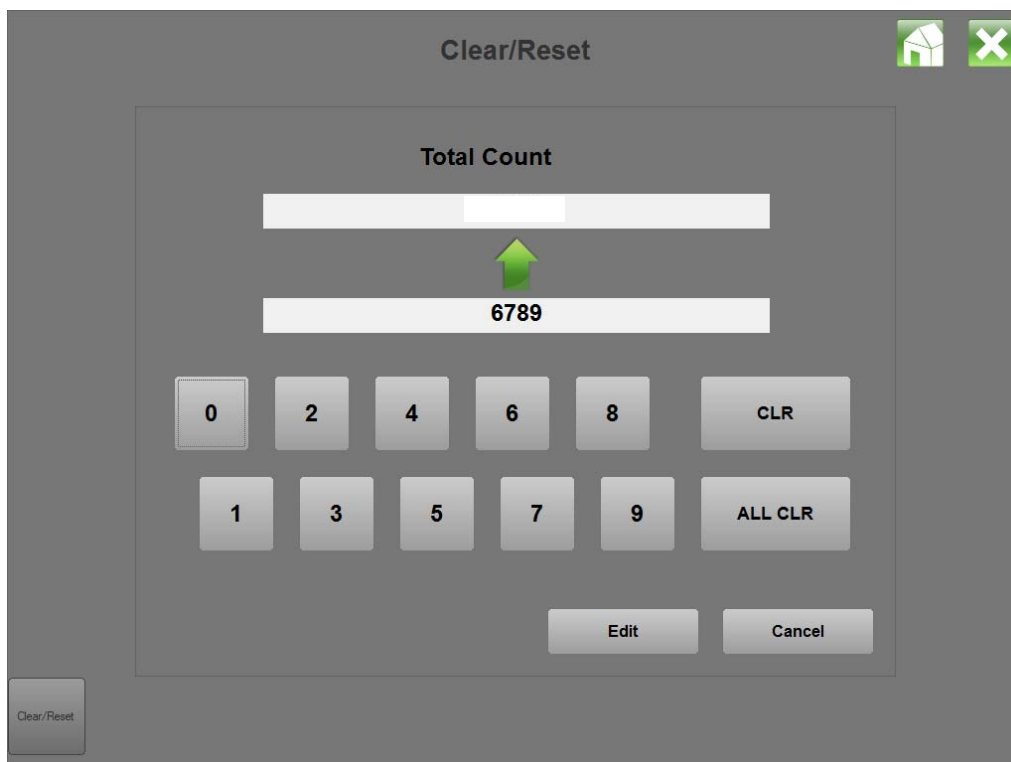 Clear/Reset
Total Count
6789
0 2 4 6 8 CLR
1 3 5 7 9 ALL CLR
Edit Cancel
Clear/Reset